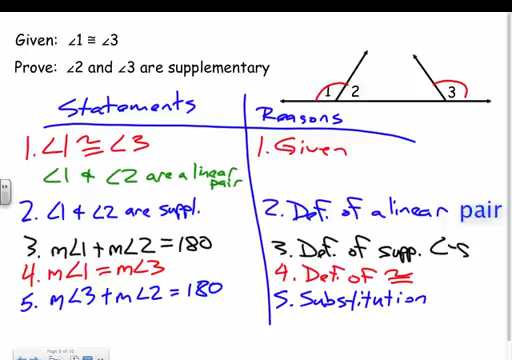 Given: ∠1 ≅ ∠3
Prove: ∠2 and ∠3 are supplementary
1 2 3
Statements Reasons
1. ∠1 ≅ ∠3 1. Given
∠1 & ∠2 are a linear pair
2. ∠1 & ∠2 are suppl. 2. Def. of a linear pair
3. m∠1 + m∠2 = 180 3. Def. of supp. ∠-s
4. m∠1 = m∠3 4. Def. of ≅
5. m∠3 + m∠2 = 180 5. Substitution